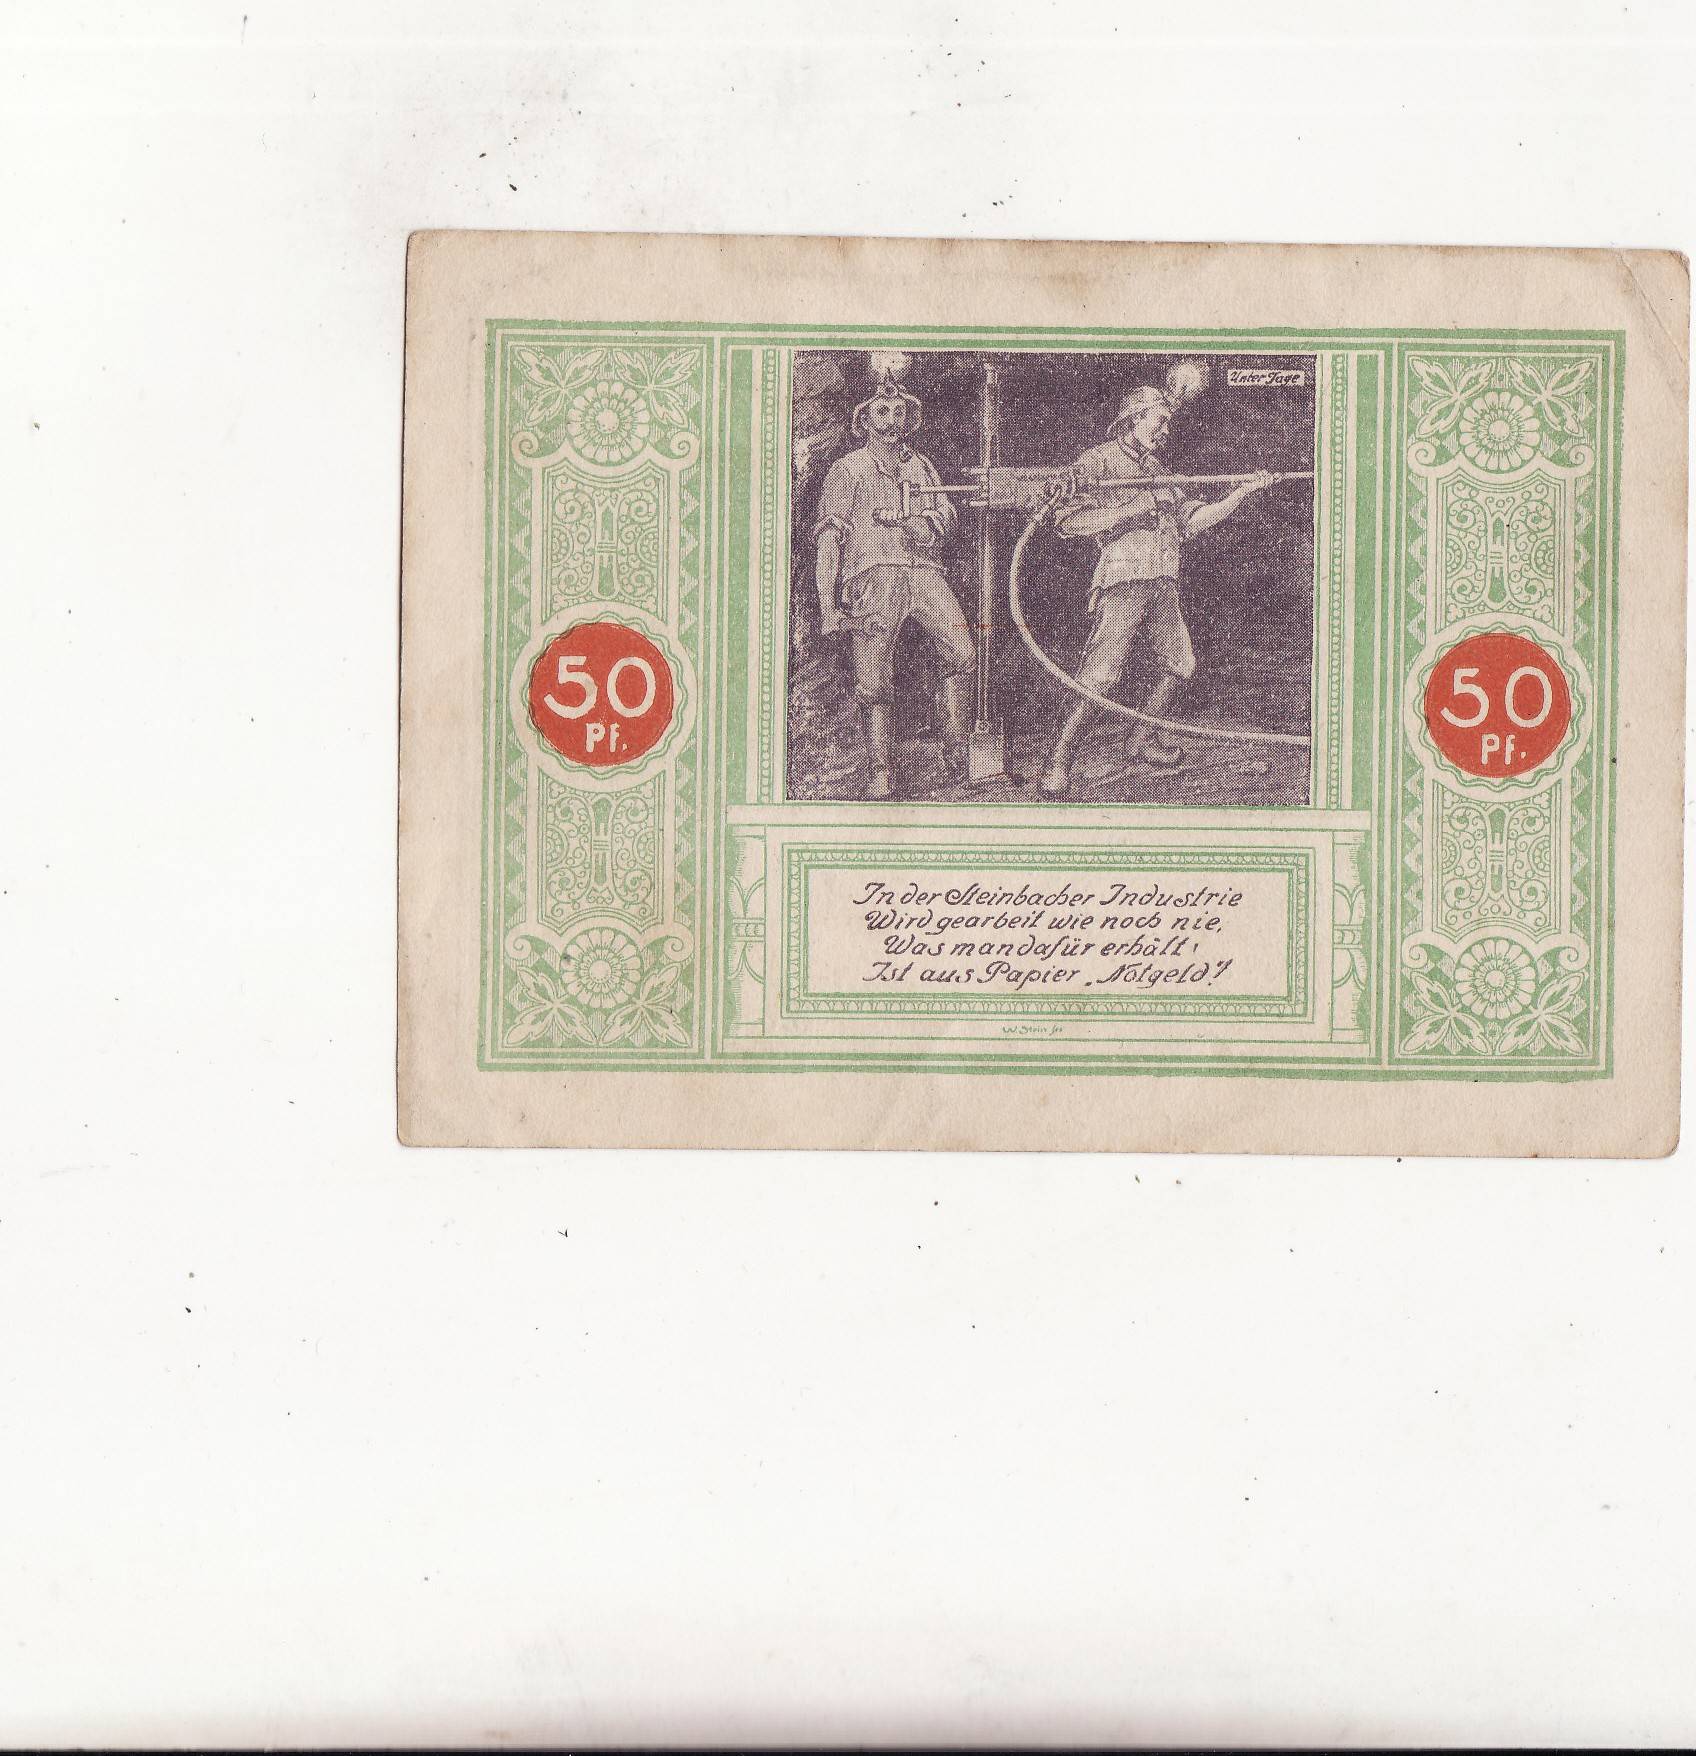 Unter Tage
50
Pf.
50
Pf.
In der Steinbacher Industrie
Wird gearbeit wie noch nie,
Was man dafür erhält,
Ist aus Papier „Notgeld"!
W. Stein